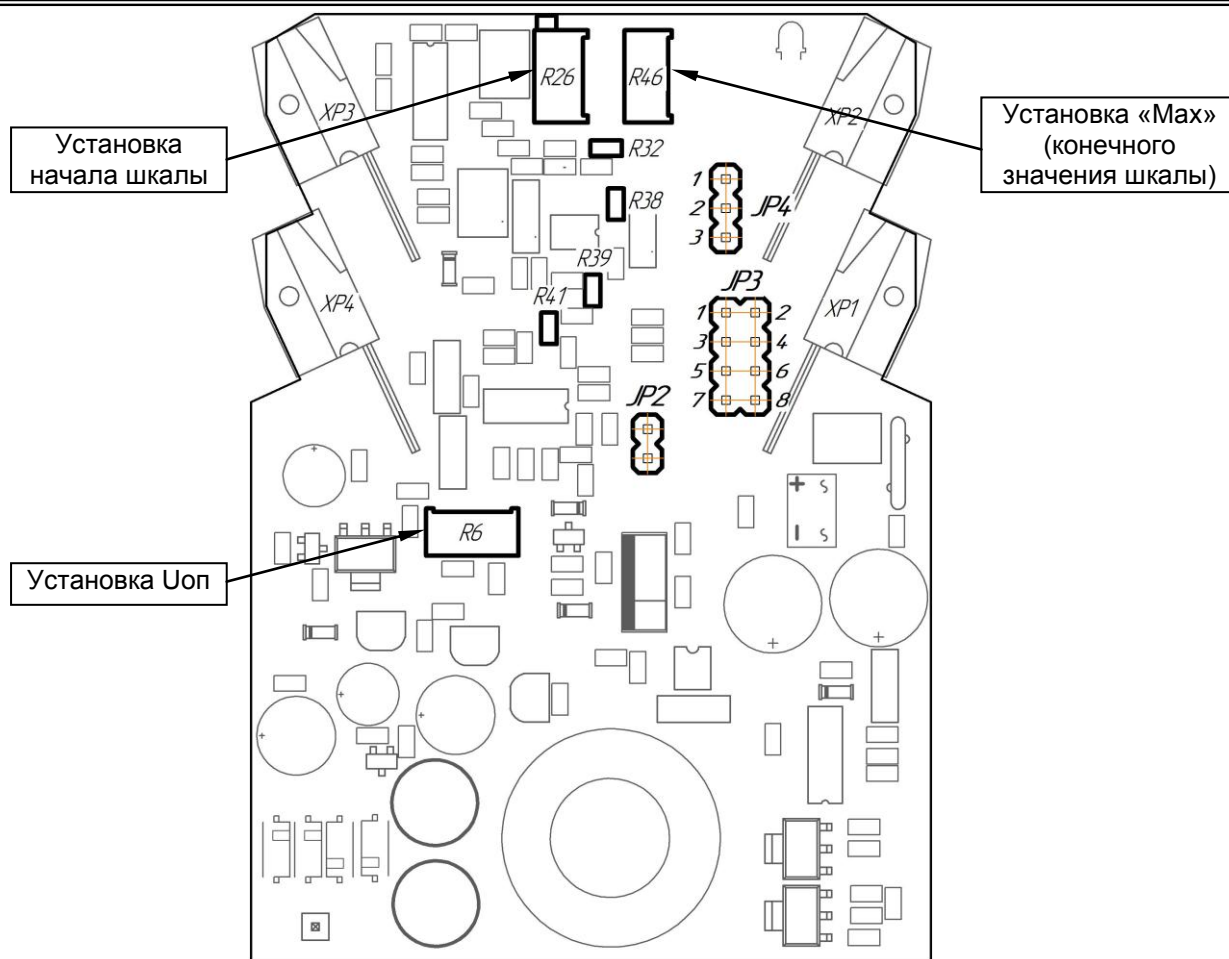 R26
R46
XP3
XP2
Установка
начала шкалы
Установка «Max»
(конечного
значения шкалы)
R32
1
2
3
JP4
R38
R39
JP3
XP4
R41
XP1
1 2
3 4
5 6
7 8
JP2
R6
Установка Uоп